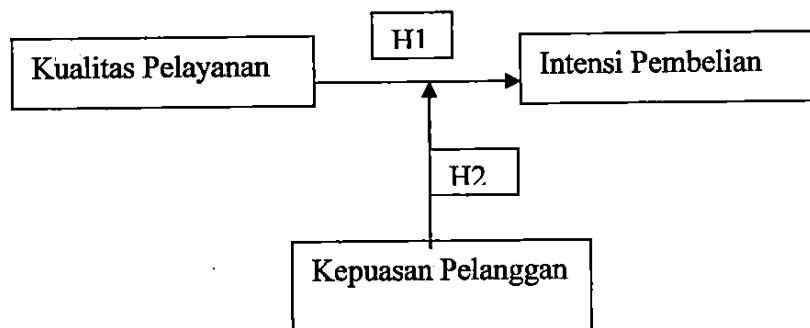 H1
Kualitas Pelayanan
Intensi Pembelian
H2
Kepuasan Pelanggan